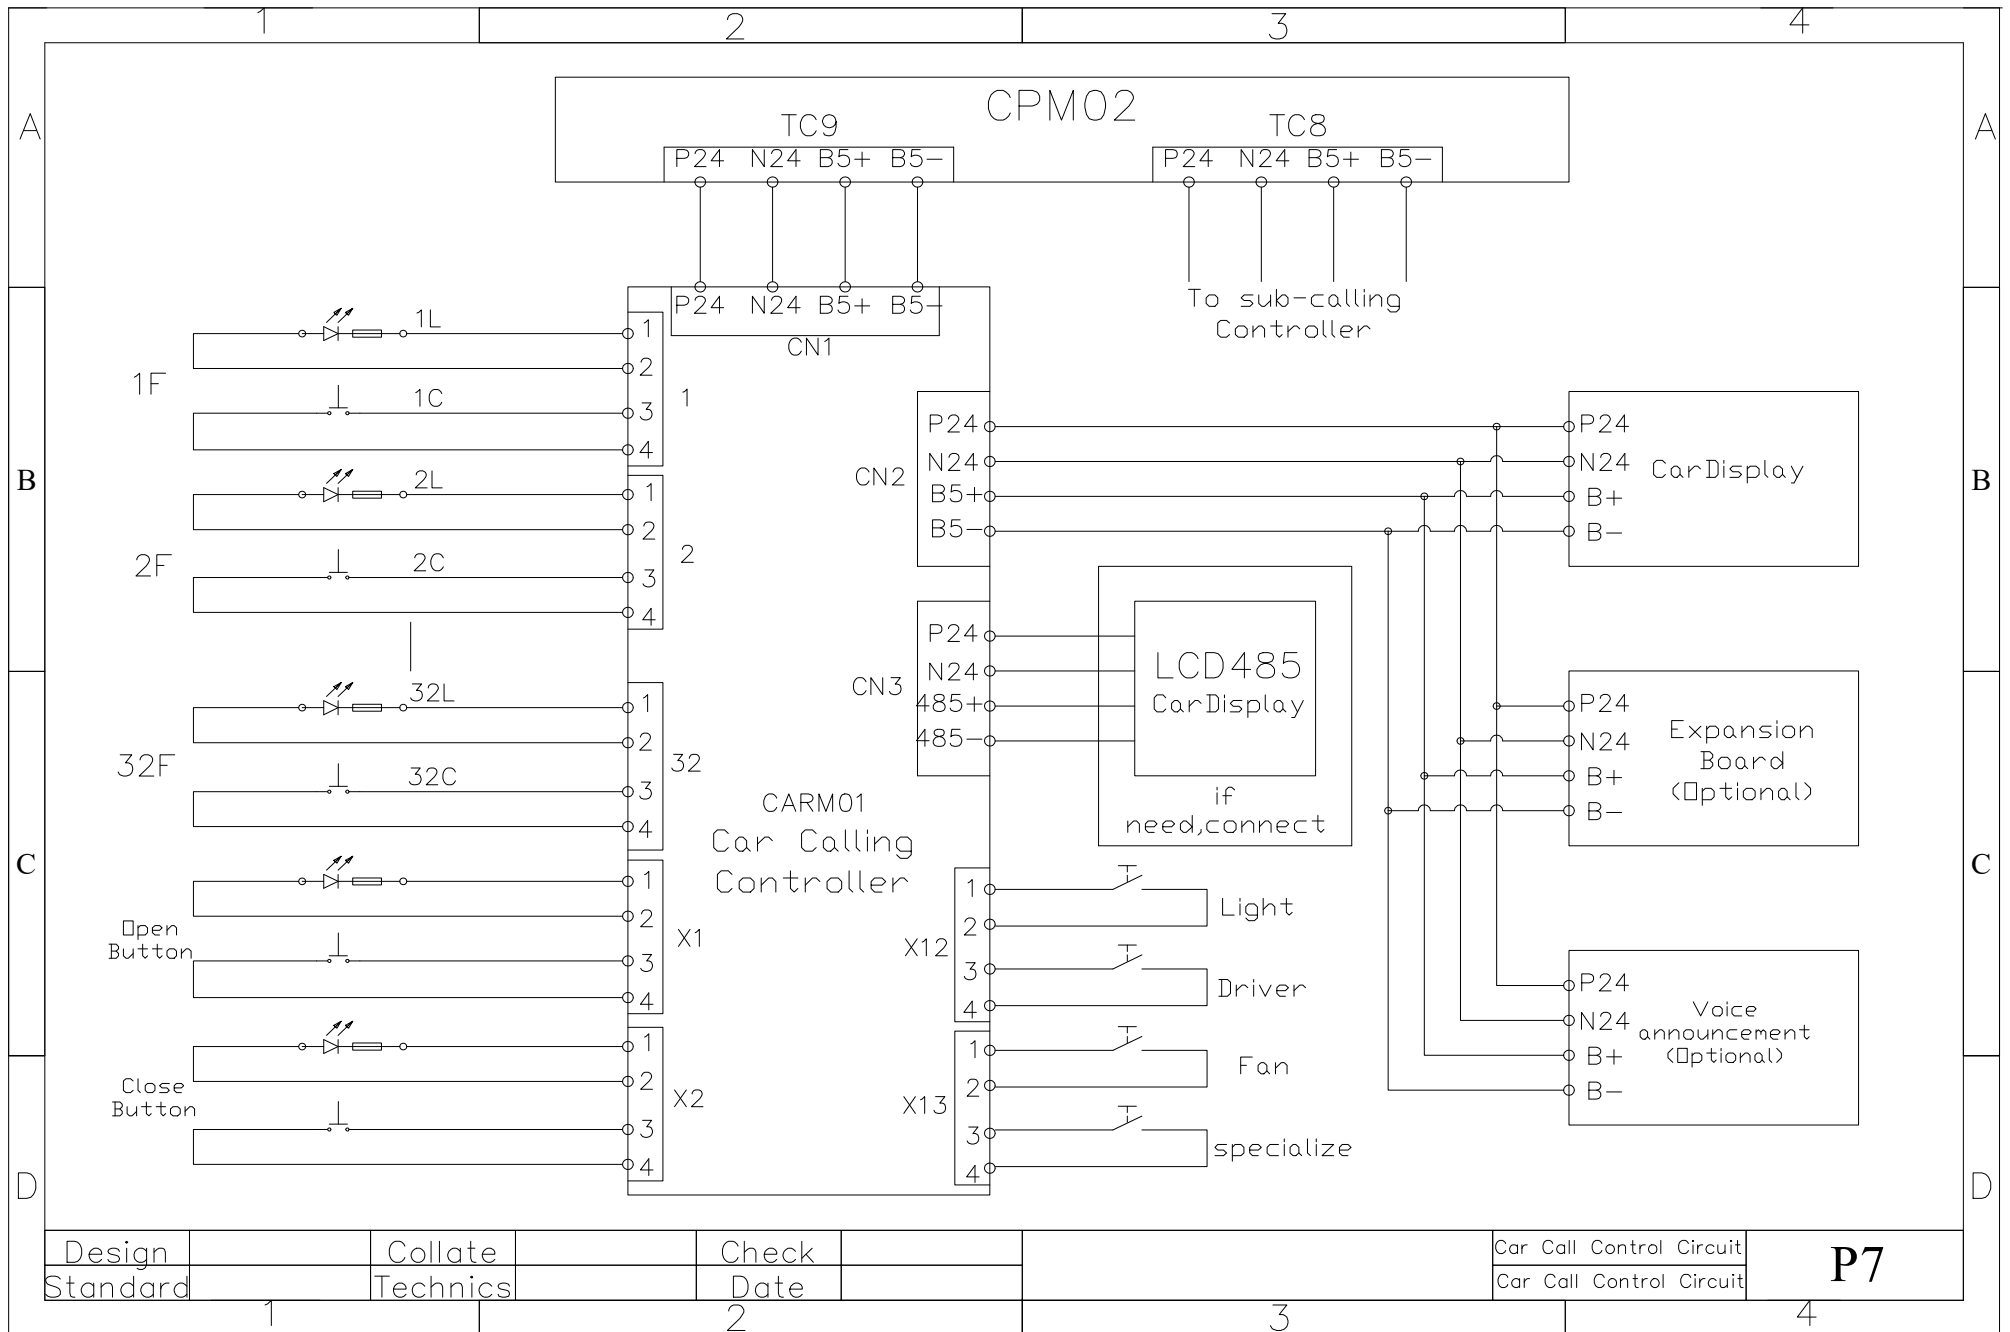 1 2 3 4
A A
CPM02
TC9 TC8
P24 N24 B5+ B5- P24 N24 B5+ B5-
To sub-calling
Controller
P24 N24 B5+ B5-
CN1
B B
1F
1L
1C
1
2
3
4
1
2F
2L
2C
1
2
3
4
2
32F
32L
32C
1
2
3
4
32
Open
Button
1
2
3
4
X1
Close
Button
1
2
3
4
X2
CARM01
Car Calling
Controller
CN2
P24
N24
B5+
B5-
CN3
P24
N24
485+
485-
LCD485
CarDisplay
if
need,connect
X12
1
2
3
4
Light
Driver
X13
1
2
3
4
Fan
specialize
P24
N24
B+
B-
CarDisplay
C C
P24
N24
B+
B-
Expansion
Board
(Optional)
P24
N24
B+
B-
Voice
announcement
(Optional)
D D
Design Collate Check Car Call Control Circuit
Standard Technics Date Car Call Control Circuit
P7
1 2 3 4